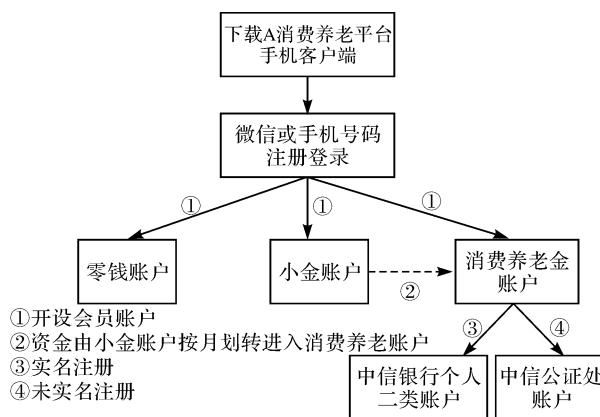 下载A消费养老平台
手机客户端
微信或手机号码
注册登录
①
①
①
零钱账户
小金账户
②
消费养老金
账户
①开设会员账户
②资金由小金账户按月划转进入消费养老账户
③实名注册
④未实名注册
③
④
中信银行个人
二类账户
中信公证处
账户